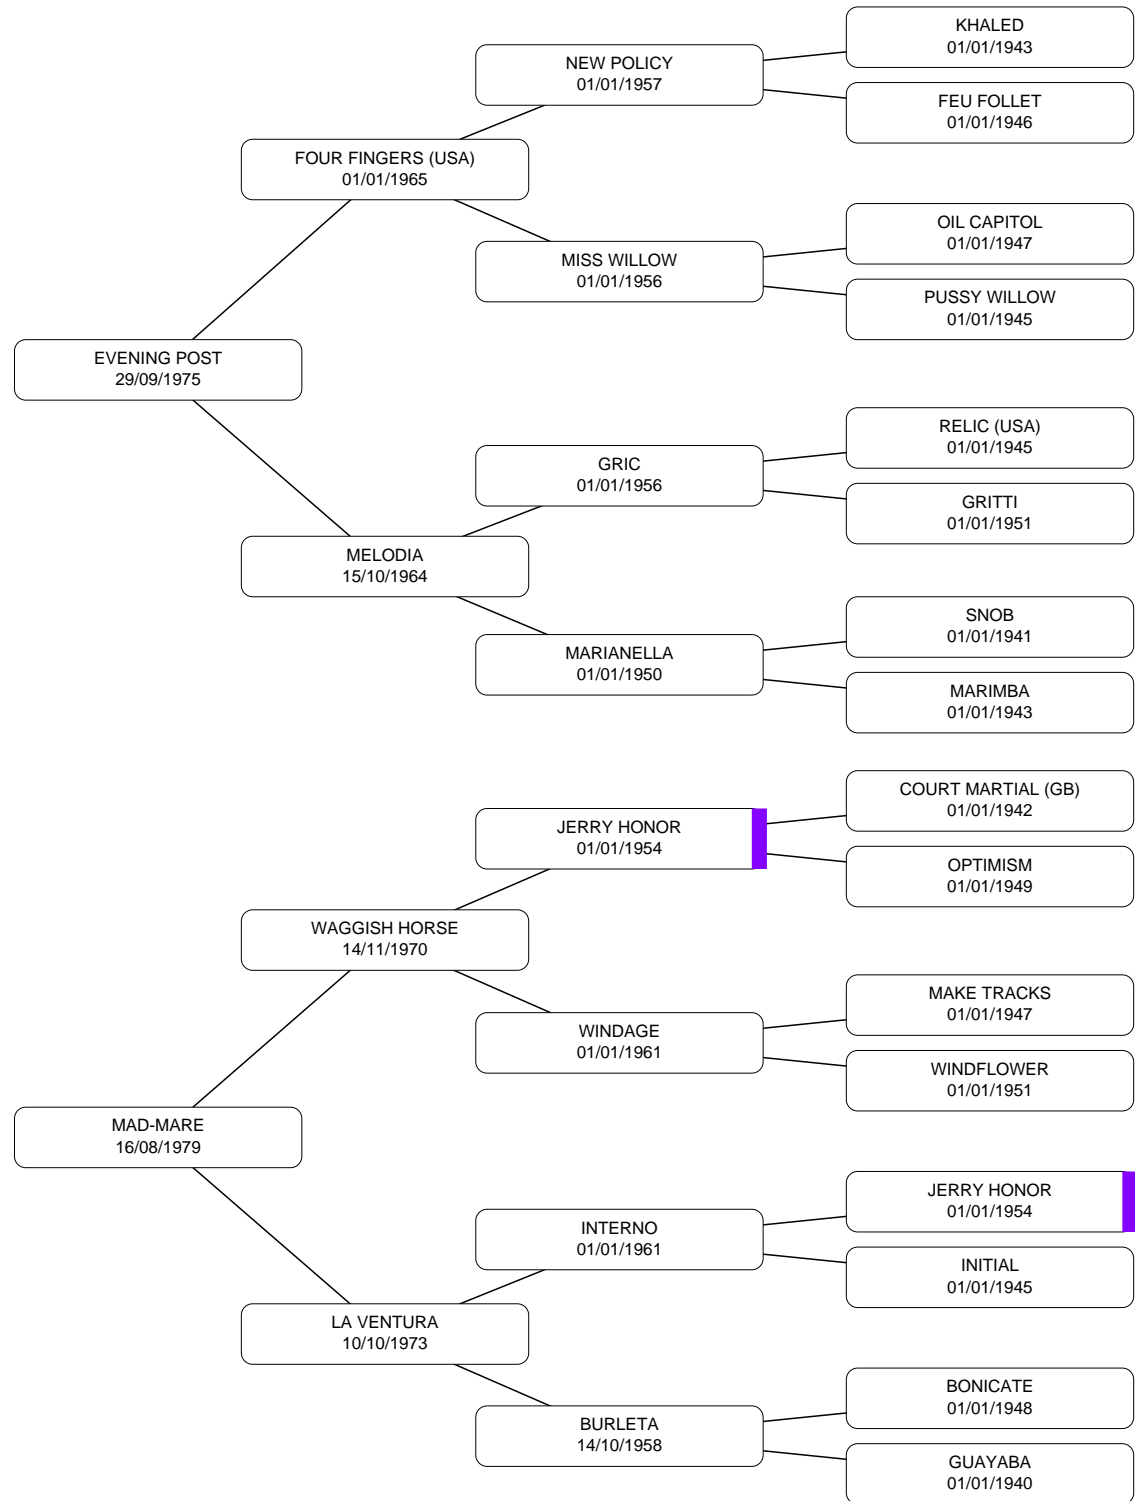 KHALED
01/01/1943
NEW POLICY
01/01/1957
FEU FOLLET
01/01/1946
FOUR FINGERS (USA)
01/01/1965
OIL CAPITOL
01/01/1947
MISS WILLOW
01/01/1956
PUSSY WILLOW
01/01/1945
EVENING POST
29/09/1975
RELIC (USA)
01/01/1945
GRIC
01/01/1956
GRITTI
01/01/1951
MELODIA
15/10/1964
SNOB
01/01/1941
MARIANELLA
01/01/1950
MARIMBA
01/01/1943
COURT MARTIAL (GB)
01/01/1942
JERRY HONOR
01/01/1954
OPTIMISM
01/01/1949
WAGGISH HORSE
14/11/1970
MAKE TRACKS
01/01/1947
WINDAGE
01/01/1961
WINDFLOWER
01/01/1951
MAD-MARE
16/08/1979
JERRY HONOR
01/01/1954
INTERNO
01/01/1961
INITIAL
01/01/1945
LA VENTURA
10/10/1973
BONICATE
01/01/1948
BURLETA
14/10/1958
GUAYABA
01/01/1940